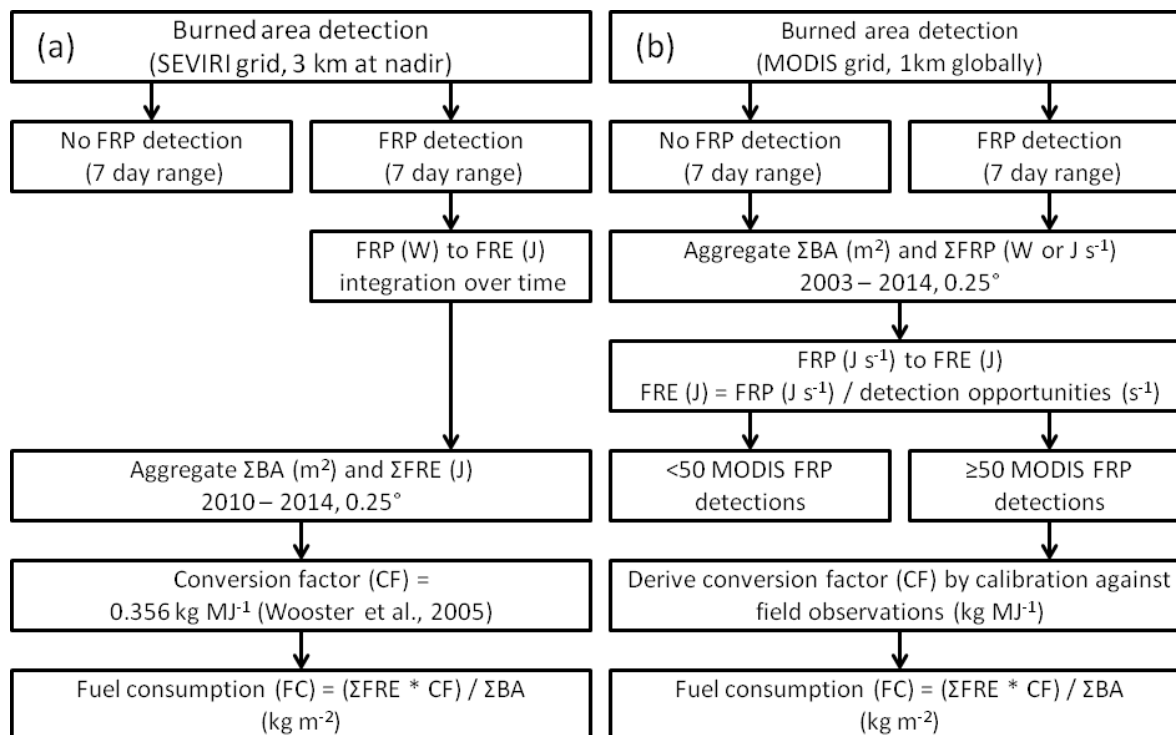 (a)
Burned area detection
(SEVIRI grid, 3 km at nadir)
No FRP detection
(7 day range)
FRP detection
(7 day range)
FRP (W) to FRE (J)
integration over time
Aggregate ΣBA (m²) and ΣFRE (J)
2010 – 2014, 0.25°
Conversion factor (CF) =
0.356 kg MJ⁻¹ (Wooster et al., 2005)
Fuel consumption (FC) = (ΣFRE * CF) / ΣBA
(kg m⁻²)
(b)
Burned area detection
(MODIS grid, 1km globally)
No FRP detection
(7 day range)
FRP detection
(7 day range)
Aggregate ΣBA (m²) and ΣFRP (W or J s⁻¹)
2003 – 2014, 0.25°
FRP (J s⁻¹) to FRE (J)
FRE (J) = FRP (J s⁻¹) / detection opportunities (s⁻¹)
<50 MODIS FRP
detections
≥50 MODIS FRP
detections
Derive conversion factor (CF) by calibration against
field observations (kg MJ⁻¹)
Fuel consumption (FC) = (ΣFRE * CF) / ΣBA
(kg m⁻²)